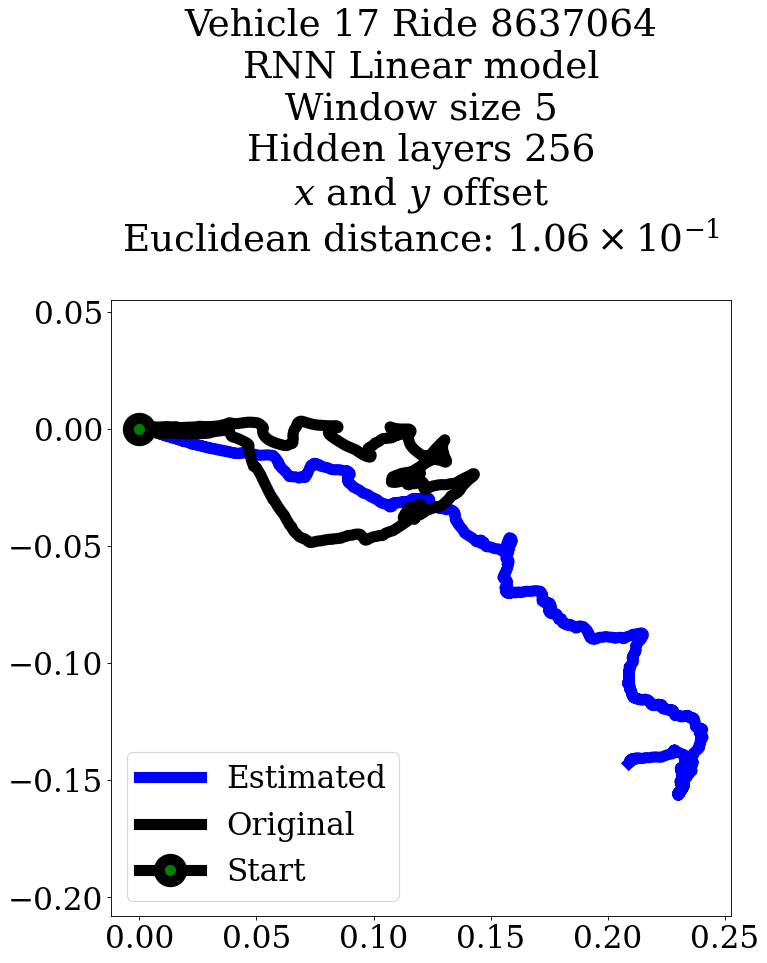 Vehicle 17 Ride 8637064
RNN Linear model
Window size 5
Hidden layers 256
x and y offset
Euclidean distance: 1.06 × 10⁻¹
0.05
0.00
−0.05
−0.10
−0.15
−0.20
Estimated
Original
Start
0.00 0.05 0.10 0.15 0.20 0.25